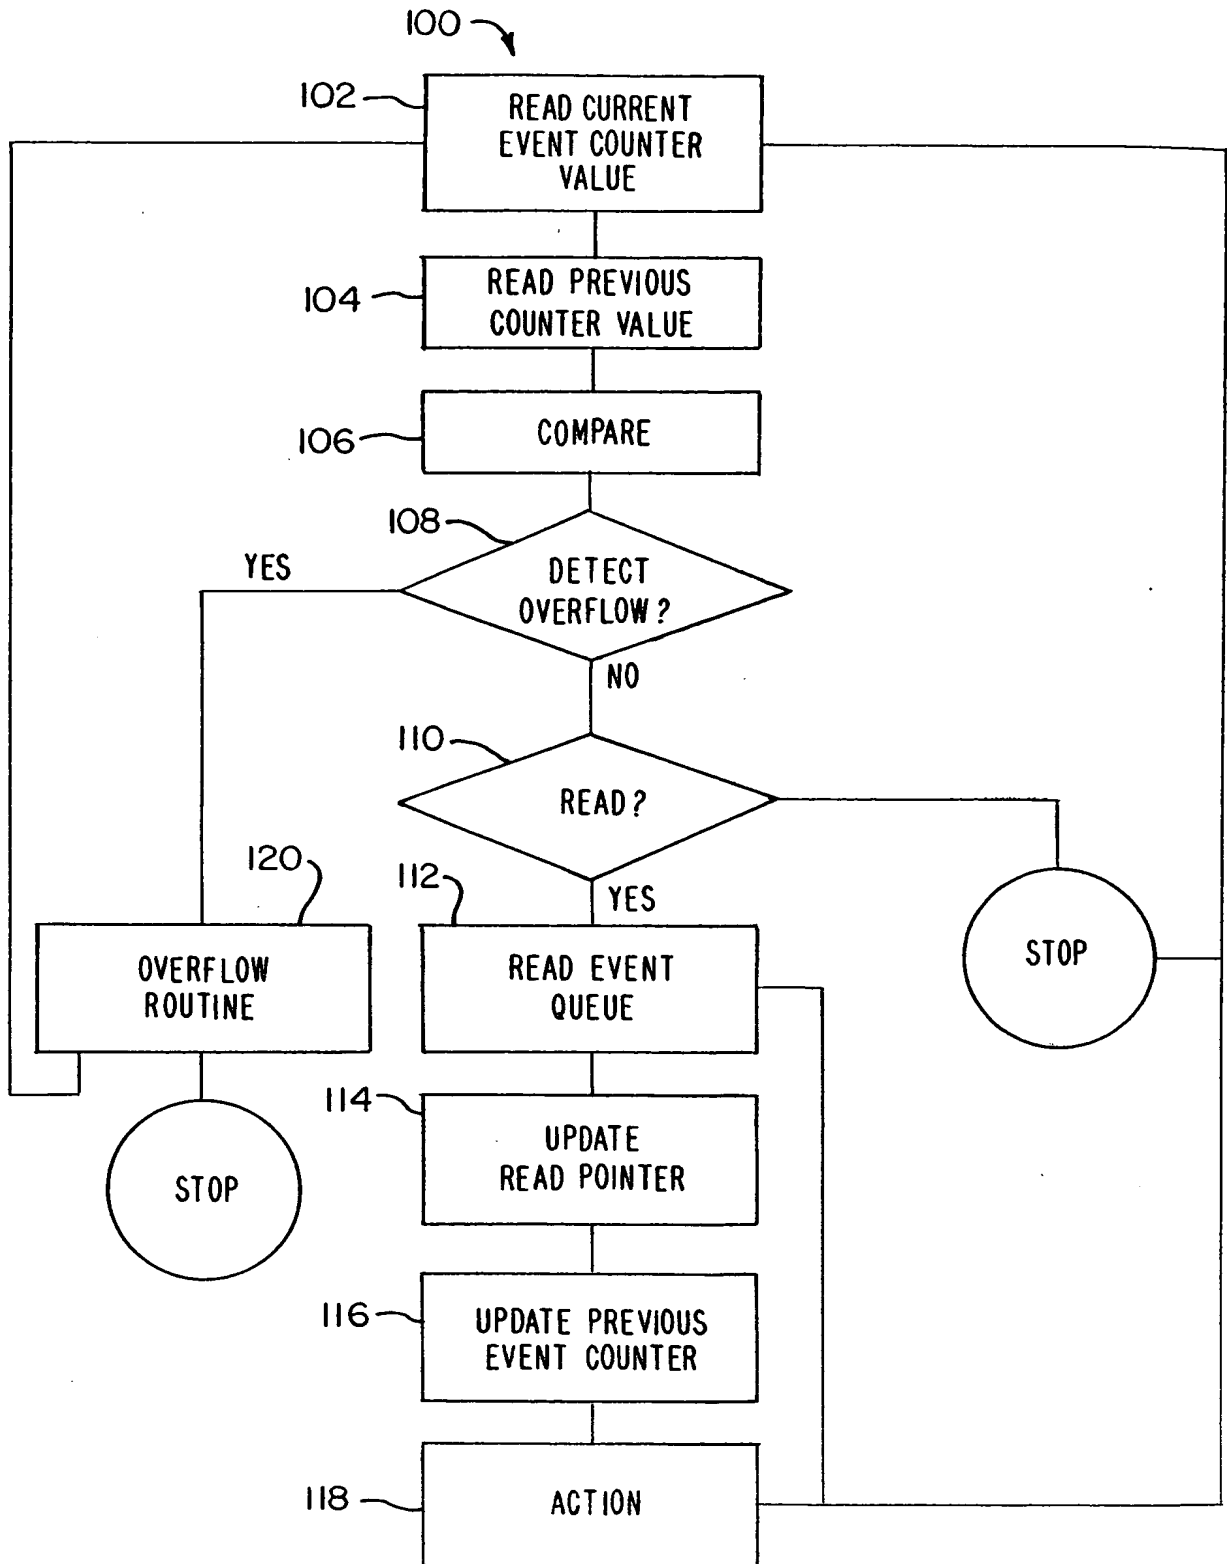 100
102
READ CURRENT
EVENT COUNTER
VALUE
104
READ PREVIOUS
COUNTER VALUE
106
COMPARE
108
YES
DETECT
OVERFLOW?
NO
110
READ?
120
112
YES
OVERFLOW
ROUTINE
READ EVENT
QUEUE
STOP
114
UPDATE
READ POINTER
STOP
116
UPDATE PREVIOUS
EVENT COUNTER
118
ACTION